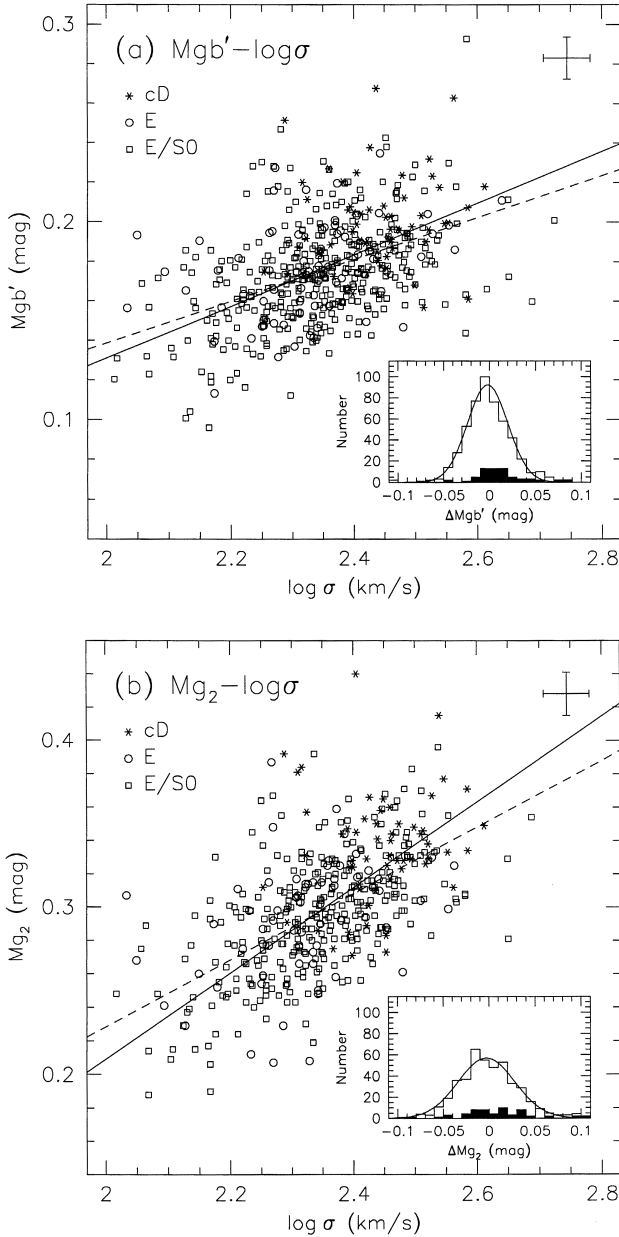 0.3
(a) Mgb′−logσ
cD
E
E/S0
Mgb′ (mag)
0.2
0.1
Number
100
80
60
40
20
0
−0.1 −0.05 0 0.05 0.1
ΔMgb′ (mag)
2 2.2 2.4 2.6 2.8
log σ (km/s)
(b) Mg₂−logσ
cD
E
E/S0
Mg₂ (mag)
0.4
0.3
0.2
Number
100
80
60
40
20
0
−0.1 −0.05 0 0.05 0.1
ΔMg₂ (mag)
2 2.2 2.4 2.6 2.8
log σ (km/s)